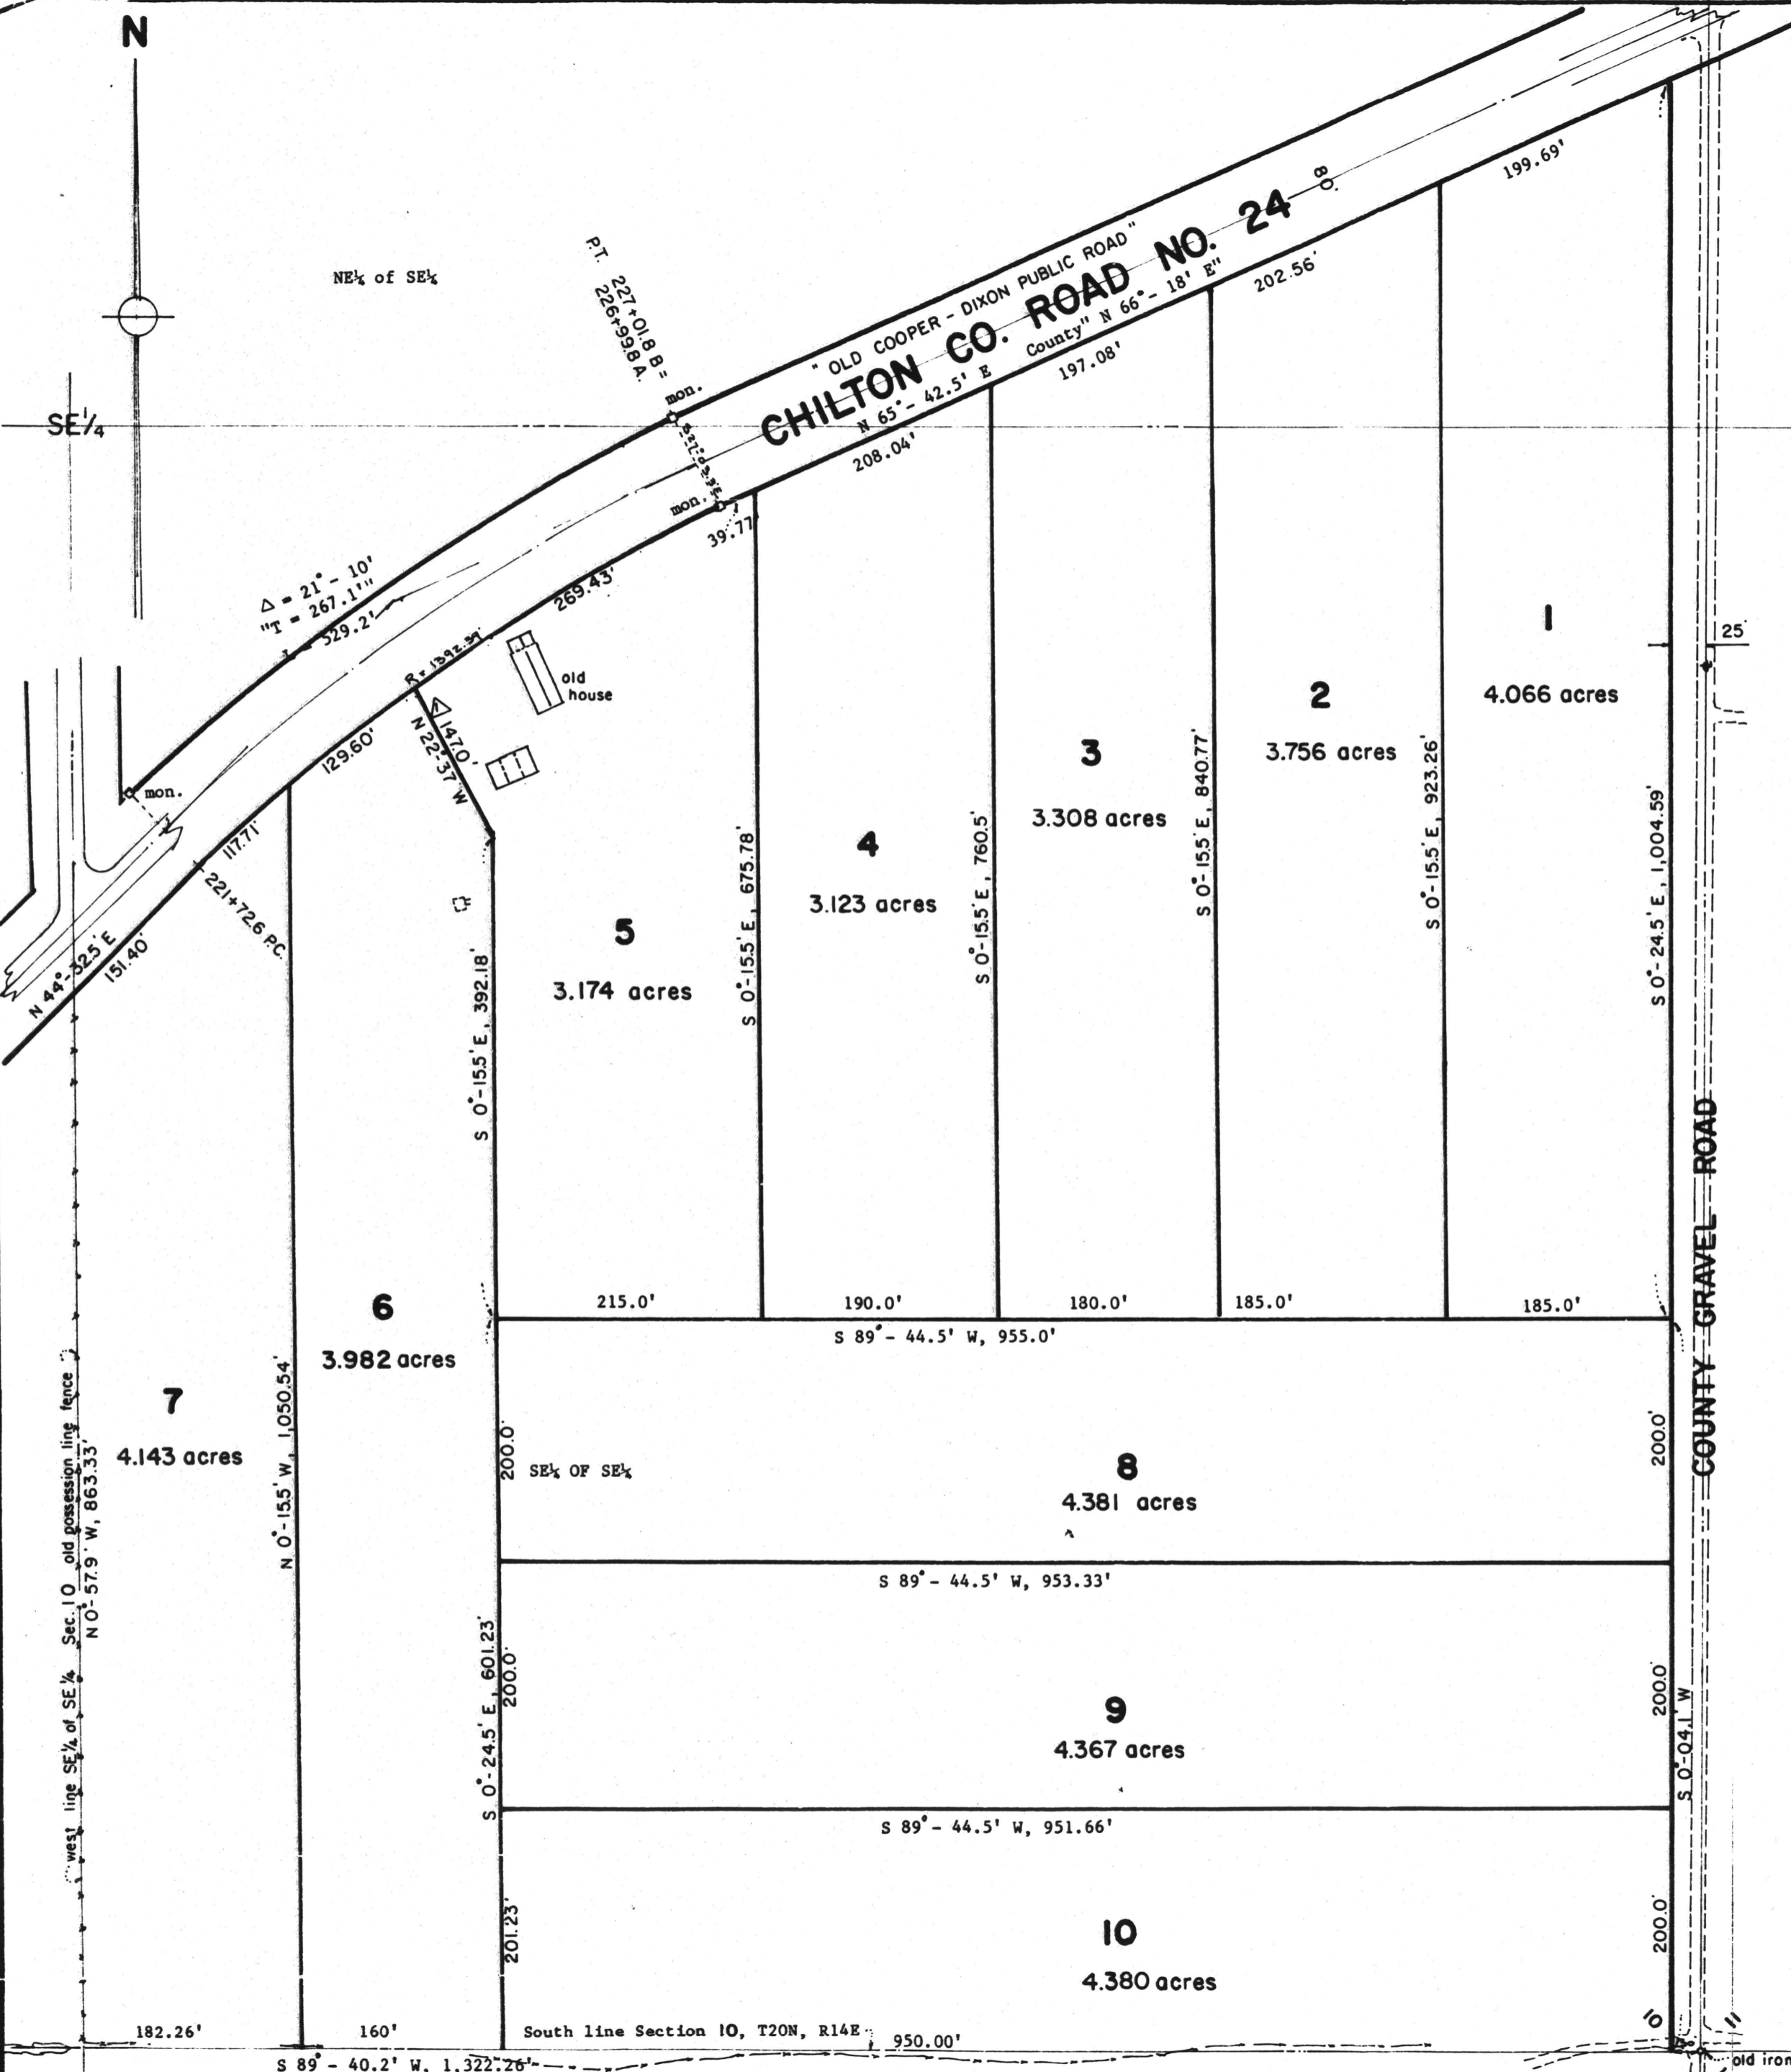 N
NE¼ of SE¼
SE¼
P.T. 227+01.8 B =
226+99.8 A.
mon.
mon.
"OLD COOPER - DIXON PUBLIC ROAD"
CHILTON CO. ROAD NO. 24
80'
N 65°- 42.5' E County" N 66°- 18' E"
199.69'
202.56'
197.08'
208.04'
39.77'
269.43'
R = 1392.39'
129.60'
117.71'
151.40'
Δ = 21° - 10'
"T = 267.1'"
529.2'
mon.
221+72.6 P.C.
N 44°-32.5' E
old
house
147.0'
N 22°-37' W
1
4.066 acres
25'
2
3.756 acres
3
3.308 acres
4
3.123 acres
5
3.174 acres
S 0°-24.5' E, 1,004.59'
S 0°-15.5' E, 923.26'
S 0°-15.5' E, 840.77'
S 0°-15.5' E, 760.5'
S 0°-15.5' E, 675.78'
S 0°-15.5' E, 392.18'
COUNTY GRAVEL ROAD
215.0'
190.0'
180.0'
185.0'
185.0'
S 89°- 44.5' W, 955.0'
6
3.982 acres
7
4.143 acres
N 0°-15.5' W, 1,050.54'
west line SE¼ of SE¼ Sec. 10 old possession line fence
N 0°-57.9' W, 863.33'
200.0'
SE¼ OF SE¼
8
4.381 acres
200.0'
S 89°- 44.5' W, 953.33'
S 0°-24.5' E, 601.23'
200.0'
9
4.367 acres
200.0'
S 0°-04.1' W
S 89°- 44.5' W, 951.66'
201.23'
10
4.380 acres
200.0'
182.26'
160'
South line Section 10, T20N, R14E
950.00'
S 89°- 40.2' W, 1,322.26'
10
11
old iron